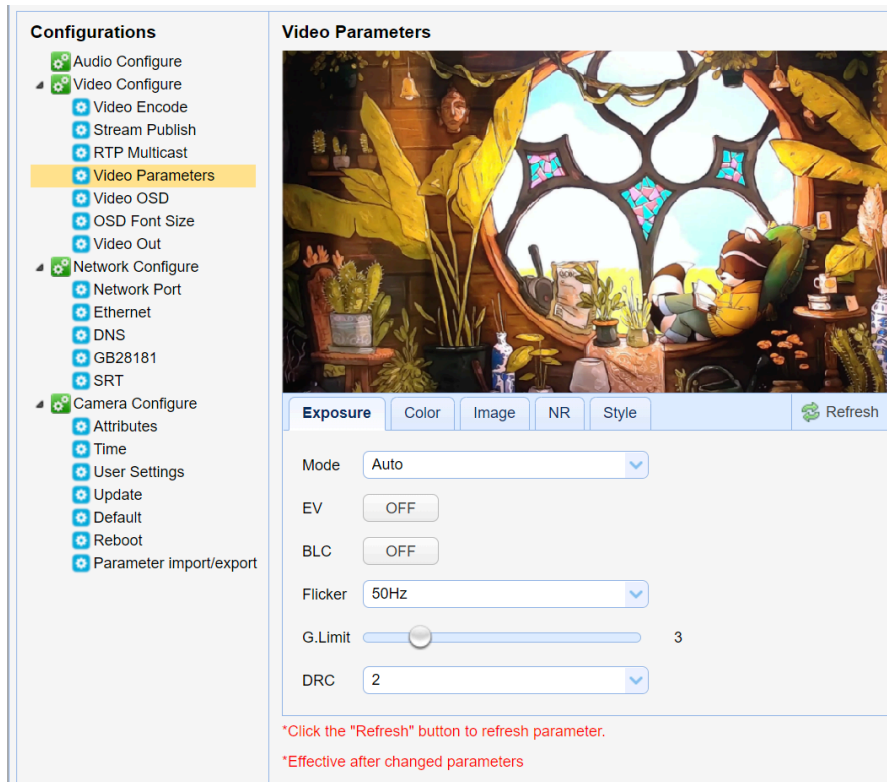 Configurations
Audio Configure
Video Configure
Video Encode
Stream Publish
RTP Multicast
Video Parameters
Video OSD
OSD Font Size
Video Out
Network Configure
Network Port
Ethernet
DNS
GB28181
SRT
Camera Configure
Attributes
Time
User Settings
Update
Default
Reboot
Parameter import/export
Video Parameters
Exposure Color Image NR Style Refresh
Mode Auto
EV OFF
BLC OFF
Flicker 50Hz
G.Limit 3
DRC 2
*Click the "Refresh" button to refresh parameter.
*Effective after changed parameters